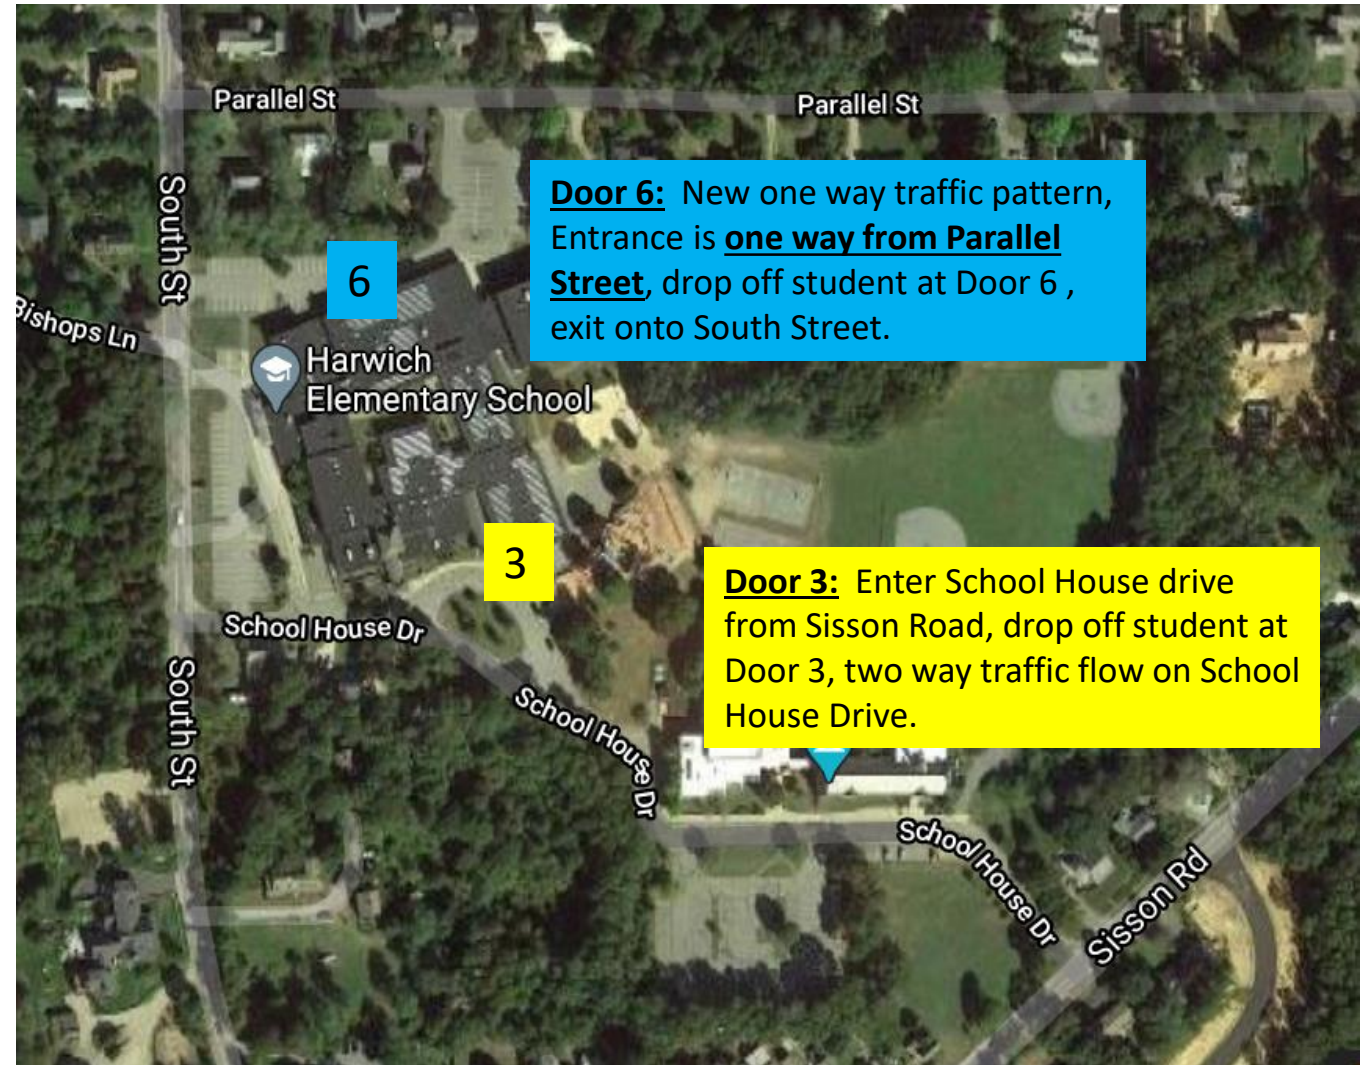 Parallel St
Parallel St
South St
Door 6:  New one way traffic pattern,
Entrance is one way from Parallel
Street, drop off student at Door 6 ,
exit onto South Street.
6
Bishops Ln
Harwich
Elementary School
3
Door 3:  Enter School House drive
from Sisson Road, drop off student at
Door 3, two way traffic flow on School
House Drive.
School House Dr
South St
School House Dr
School House Dr
Sisson Rd